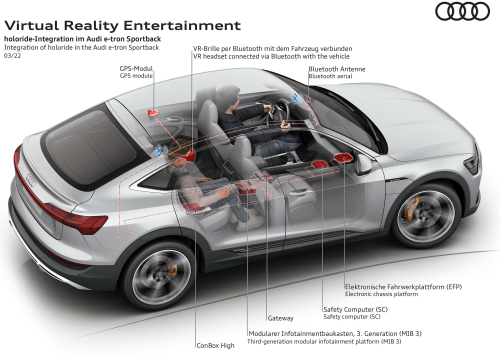 Virtual Reality Entertainment
holoride-Integration im Audi e-tron Sportback
Integration of holoride in the Audi e-tron Sportback
03/22
VR-Brille per Bluetooth mit dem Fahrzeug verbunden
VR headset connected via Bluetooth with the vehicle
GPS-Modul
GPS module
Bluetooth Antenne
Bluetooth aerial
Elektronische Fahrwerkplattform (EFP)
Electronic chassis platform
Safety Computer (SC)
Safety computer (SC)
Gateway
Modularer Infotainmentbaukasten, 3. Generation (MIB 3)
Third-generation modular infotainment platform (MIB 3)
ConBox High